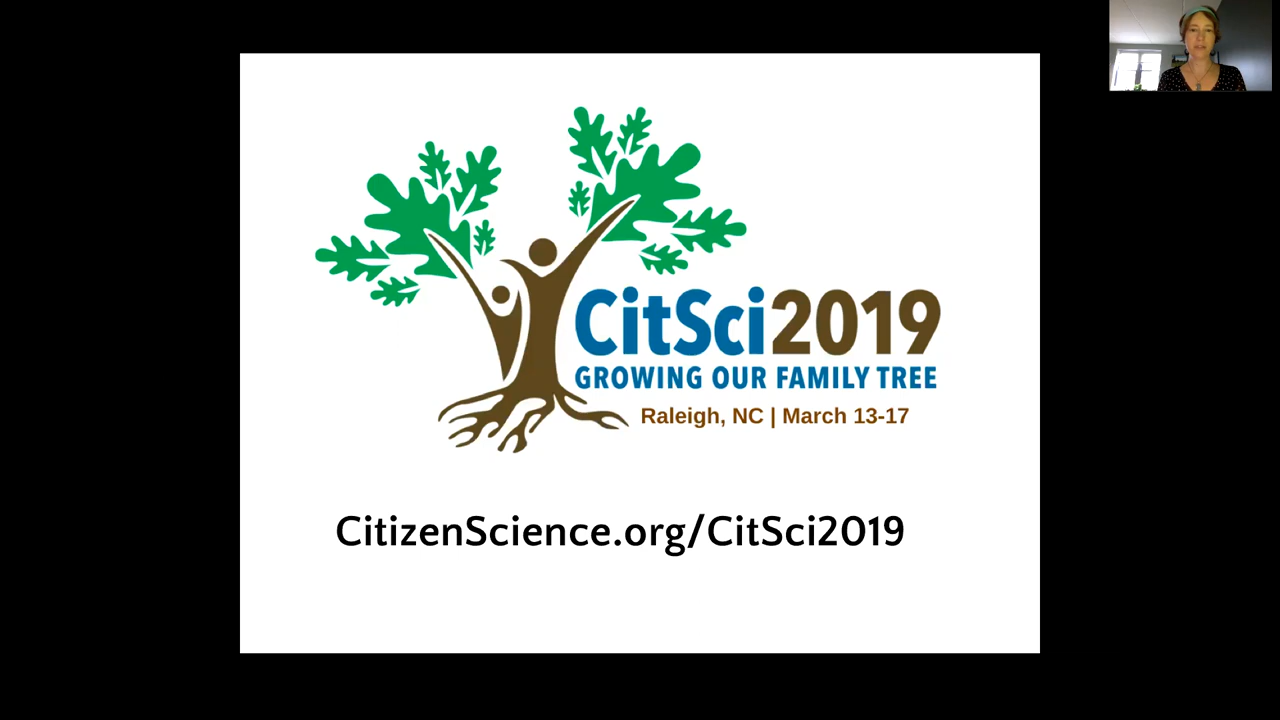 CitSci2019
GROWING OUR FAMILY TREE
Raleigh, NC | March 13-17
CitizenScience.org/CitSci2019